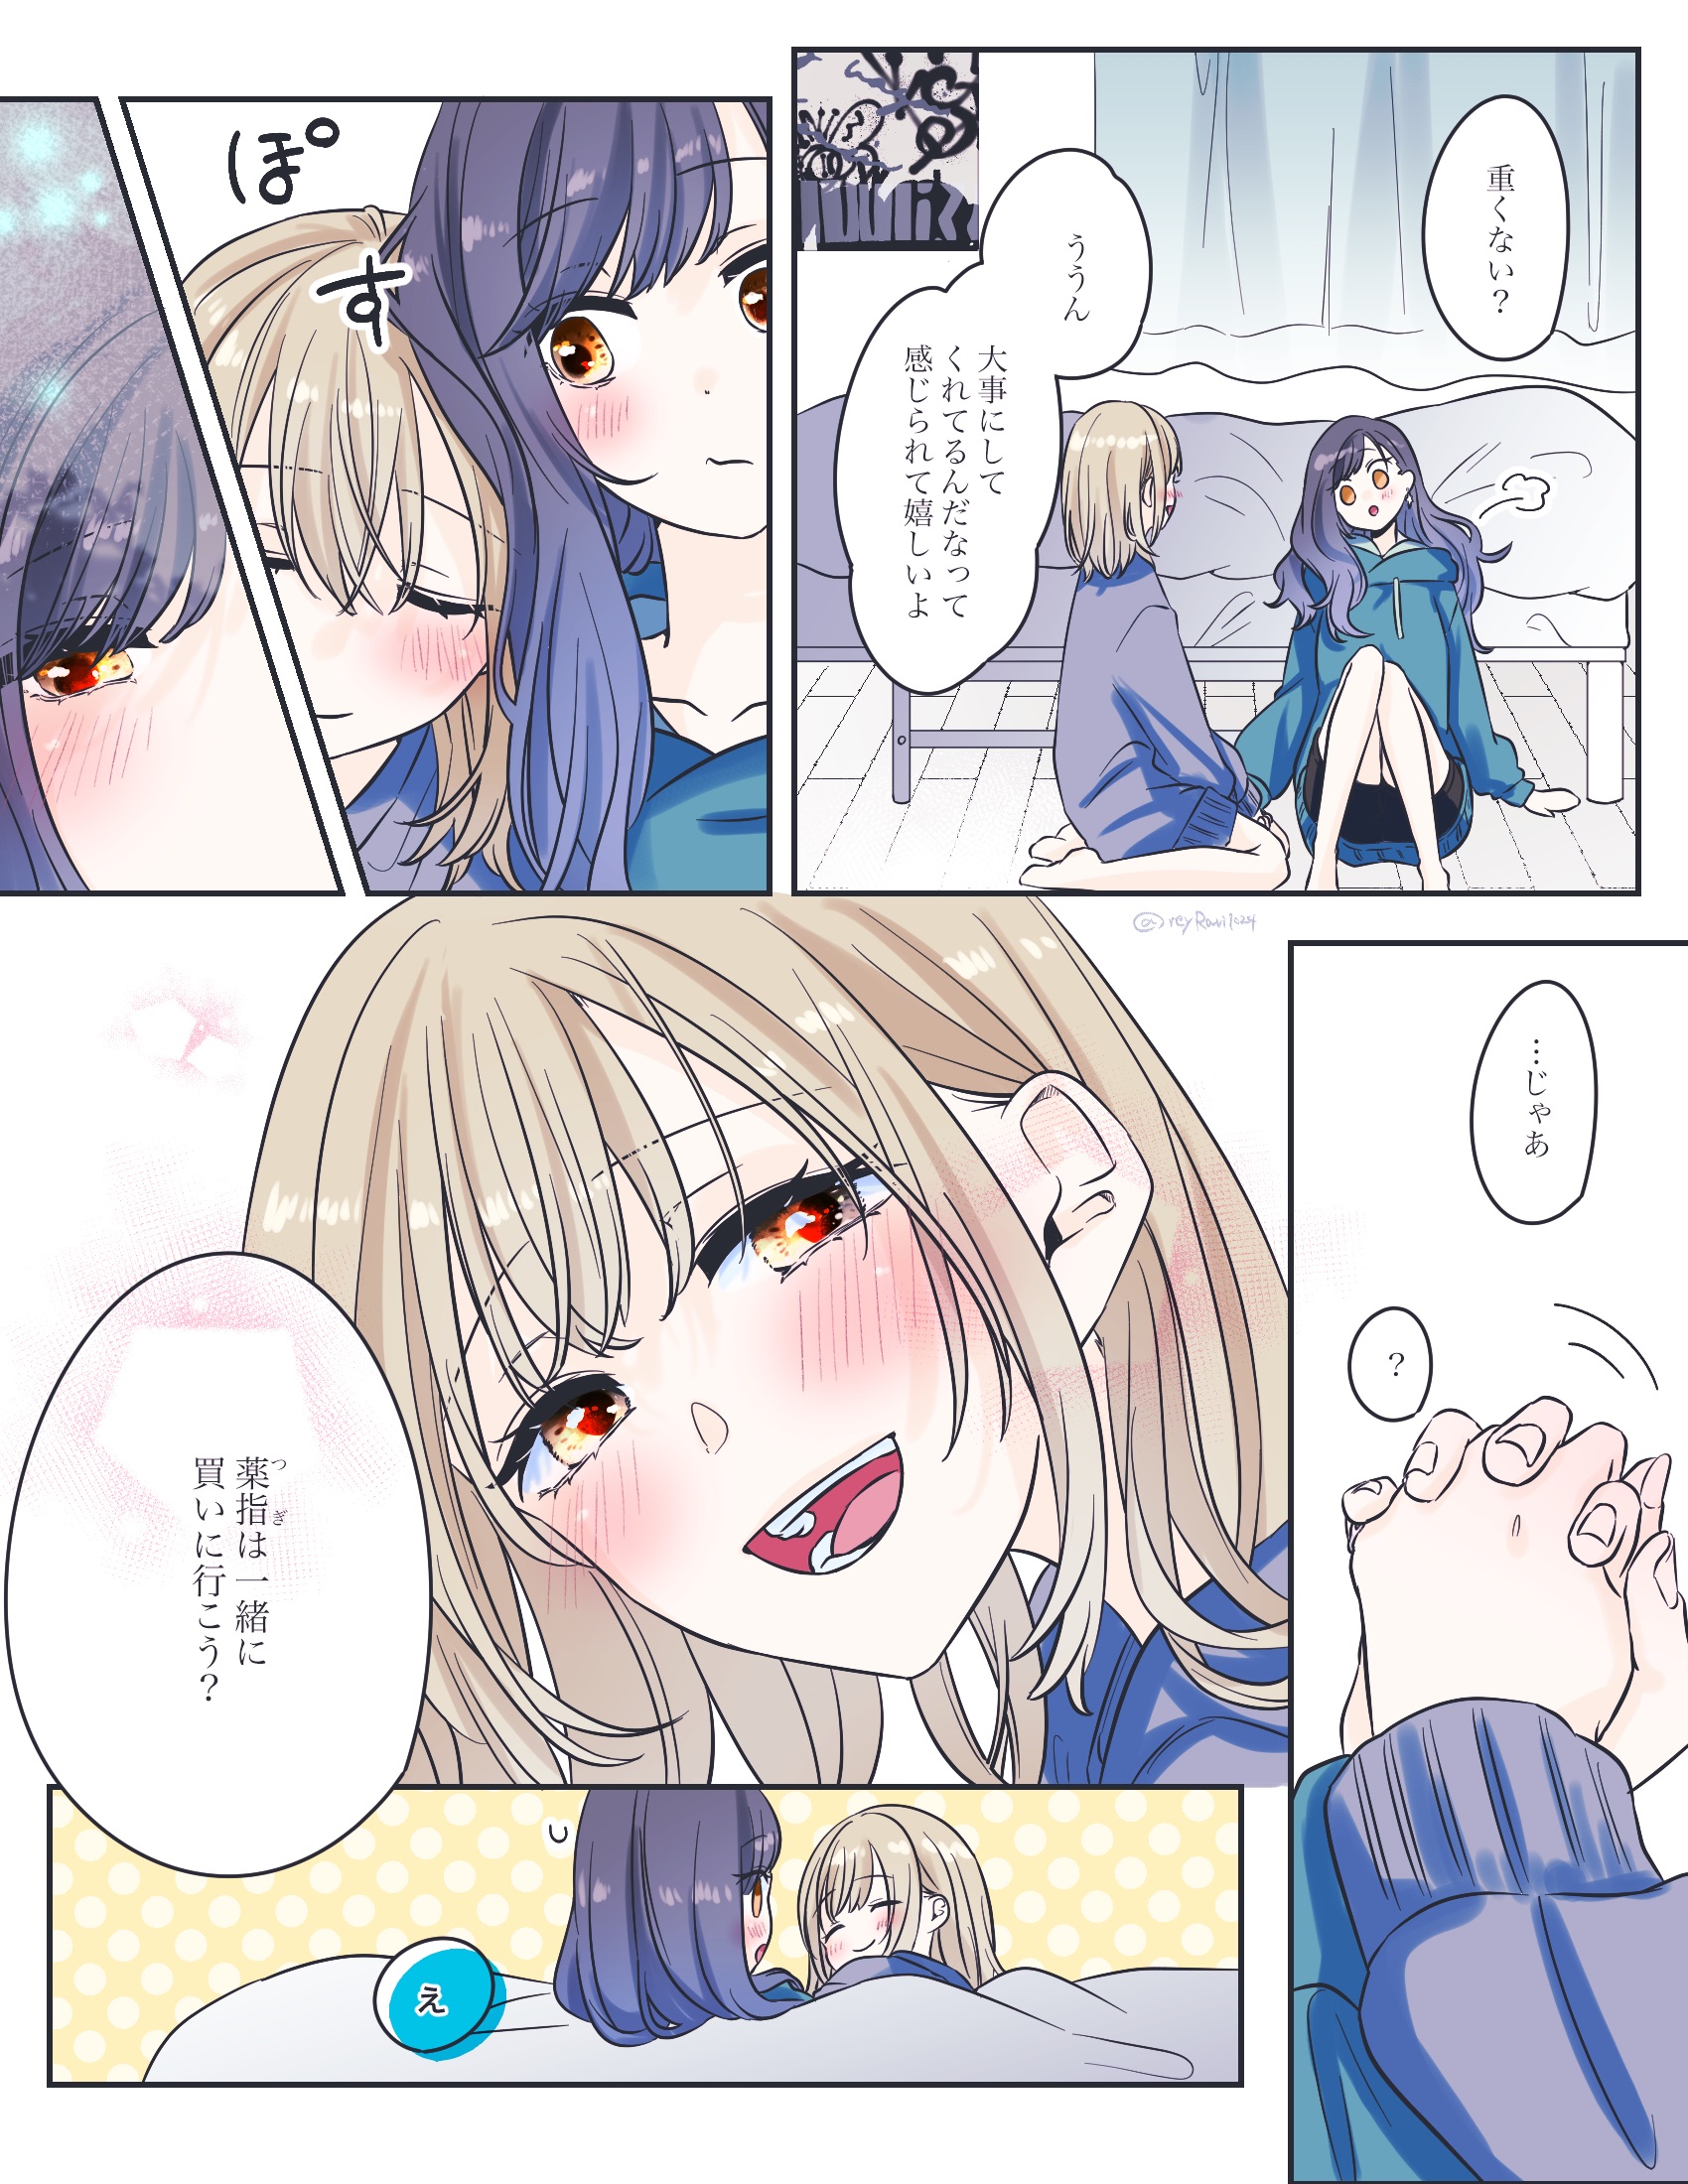 重くない？
ううん
大事にして
くれてるんだなって
感じられて嬉しいよ
ぽ
す
…じゃあ
？
薬指は一緒に
つぎ
買いに行こう？
え